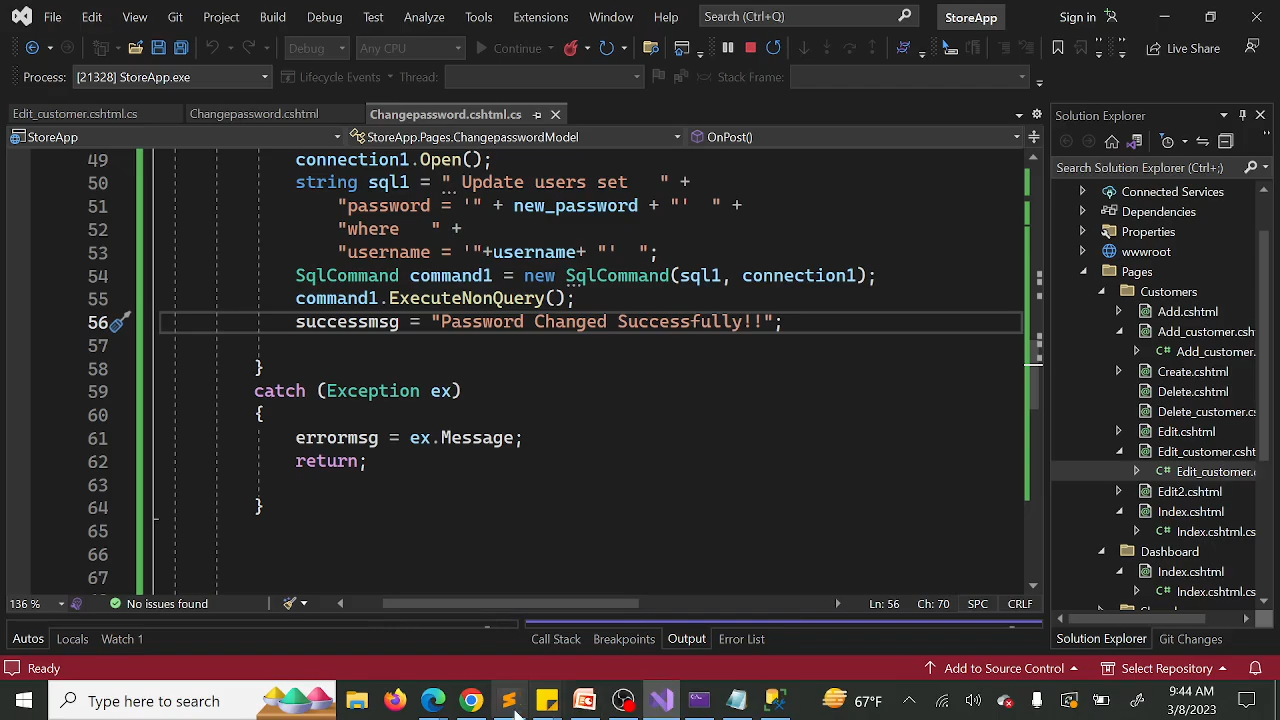 File Edit View Git Project Build Debug Test Analyze Tools Extensions Window Help Search (Ctrl+Q) StoreApp Sign in
Debug Any CPU Continue Live Share
Process: [21328] StoreApp.exe Lifecycle Events Thread: Stack Frame:
Edit_customer.cshtml.cs Changepassword.cshtml Changepassword.cshtml.cs
StoreApp StoreApp.Pages.ChangepasswordModel OnPost()
49 connection1.Open();
50 string sql1 = " Update users set " +
51 "password = '" + new_password + "' " +
52 "where " +
53 "username = '"+username+ "' ";
54 SqlCommand command1 = new SqlCommand(sql1, connection1);
55 command1.ExecuteNonQuery();
56 successmsg = "Password Changed Successfully!!";
57
58 }
59 catch (Exception ex)
60 {
61 errormsg = ex.Message;
62 return;
63
64 }
65
66
67
136 % No issues found Ln: 56 Ch: 70 SPC CRLF
Autos Locals Watch 1 Call Stack Breakpoints Output Error List
Solution Explorer
Search Solution Explorer (Ctrl+;)
Connected Services
Dependencies
Properties
wwwroot
Pages
Customers
Add.cshtml
Add_customer.csht
C# Add_customer.
Create.cshtml
Delete.cshtml
Delete_customer.cs
Edit.cshtml
Edit_customer.csht
C# Edit_customer.
Edit2.cshtml
Index.cshtml
C# Index.cshtml.cs
Dashboard
Index.cshtml
C# Index.cshtml.cs
Solution Explorer Git Changes
Ready Add to Source Control Select Repository
Type here to search 67°F 3:44 AM
3/8/2023